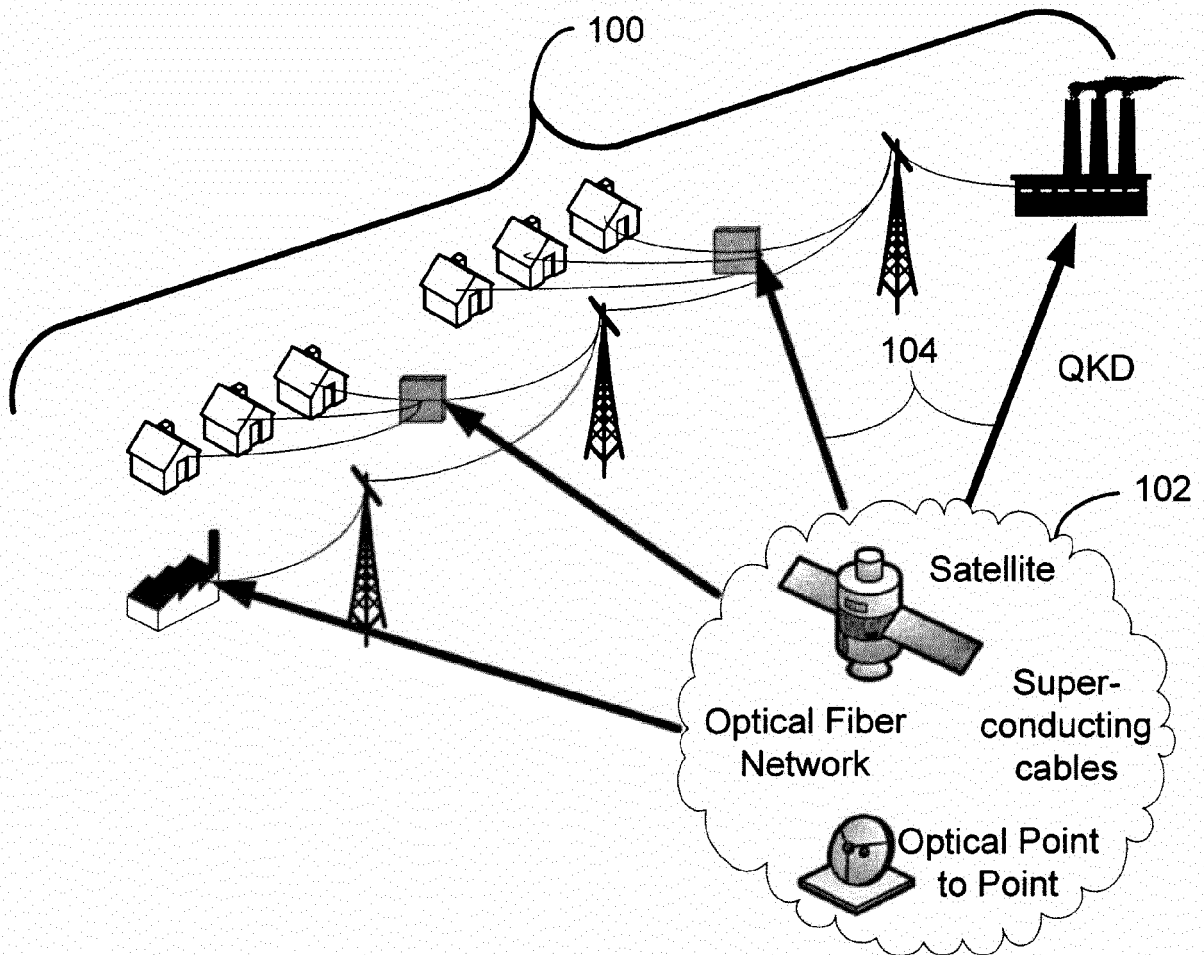 100
104
QKD
102
Satellite
Super-
conducting
cables
Optical Fiber
Network
Optical Point
to Point